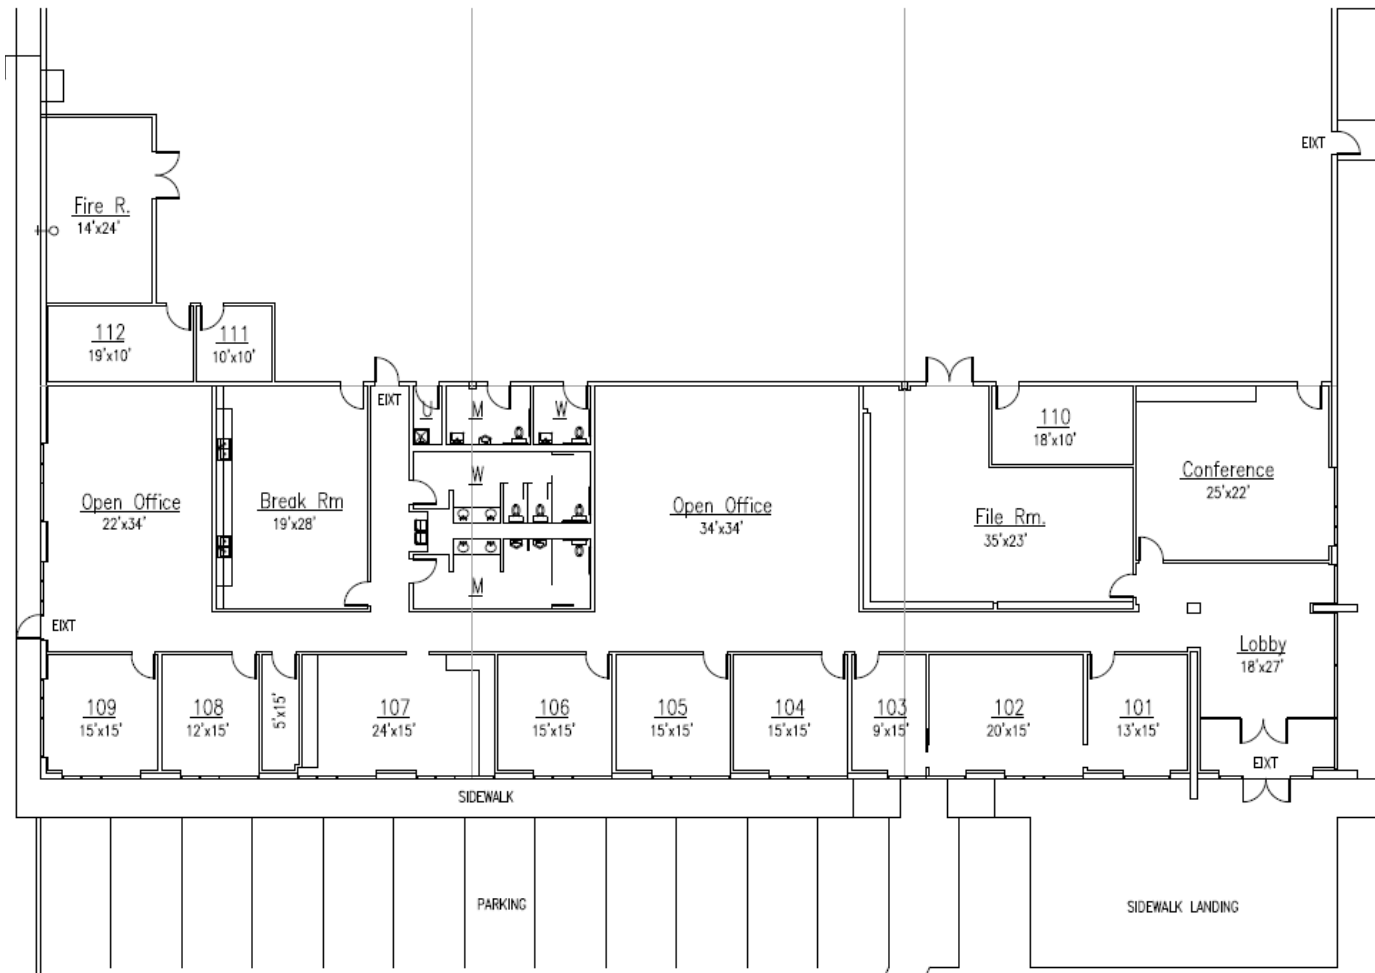 EIXT
Fire R.
14'x24'
112
19'x10'
111
10'x10'
EIXT
U
M
W
110
18'x10'
Conference
25'x22'
W
Open Office
22'x34'
Break Rm
19'x28'
Open Office
34'x34'
File Rm.
35'x23'
M
EIXT
Lobby
18'x27'
109
15'x15'
108
12'x15'
5'x15'
107
24'x15'
106
15'x15'
105
15'x15'
104
15'x15'
103
9'x15'
102
20'x15'
101
13'x15'
EIXT
SIDEWALK
PARKING
SIDEWALK LANDING